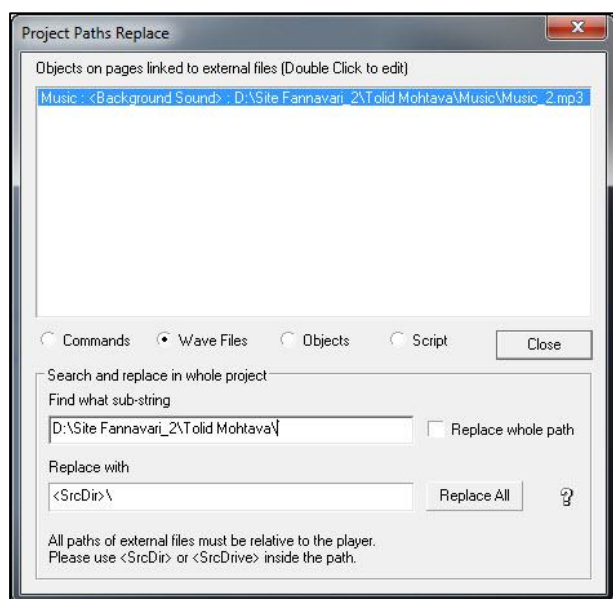 Project Paths Replace
Objects on pages linked to external files (Double Click to edit)
Music : <Background Sound> : D:\Site Fannavari_2\Tolid Mohtava\Music\Music_2.mp3
Commands Wave Files Objects Script Close
Search and replace in whole project
Find what sub-string
D:\Site Fannavari_2\Tolid Mohtava\ Replace whole path
Replace with
<SrcDir>\ Replace All ?
All paths of external files must be relative to the player.
Please use <SrcDir> or <SrcDrive> inside the path.